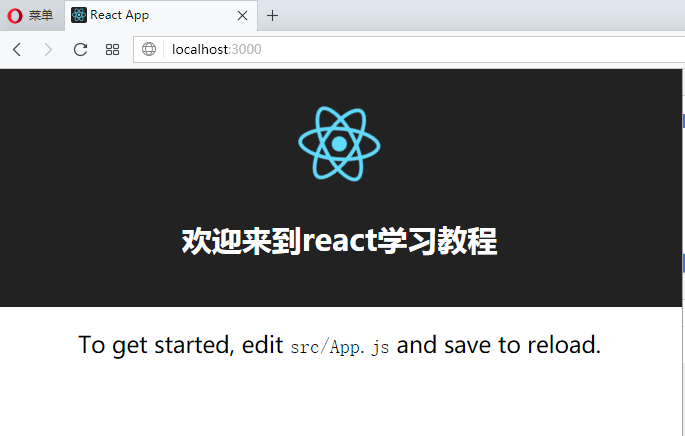 菜单
React App
localhost:3000
欢迎来到react学习教程
To get started, edit src/App.js and save to reload.